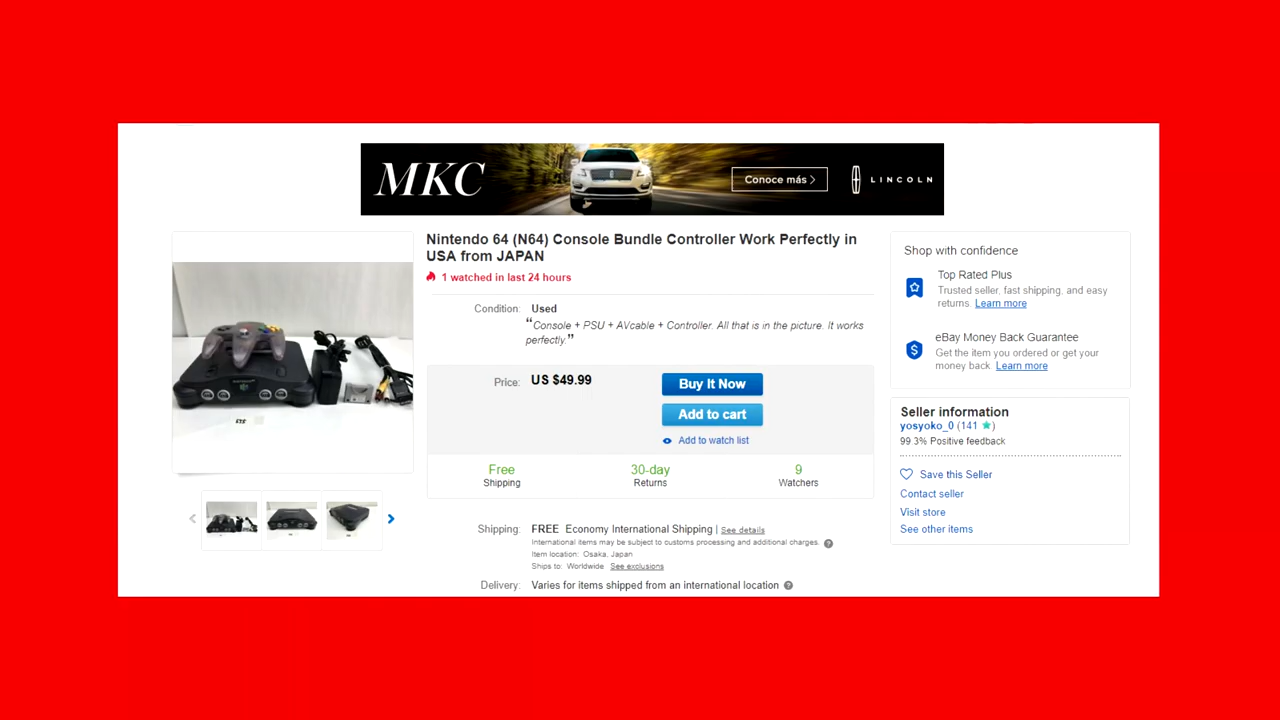 MKC
Conoce más >
LINCOLN
Nintendo 64 (N64) Console Bundle Controller Work Perfectly in
USA from JAPAN
1 watched in last 24 hours
Condition: Used
“Console + PSU + AVcable + Controller. All that is in the picture. It works
perfectly.”
Price: US $49.99
Buy It Now
Add to cart
Add to watch list
Free
Shipping
30-day
Returns
9
Watchers
Shipping: FREE Economy International Shipping | See details
International items may be subject to customs processing and additional charges.
Item location: Osaka, Japan
Ships to: Worldwide See exclusions
Delivery: Varies for items shipped from an international location
Shop with confidence
Top Rated Plus
Trusted seller, fast shipping, and easy
returns. Learn more
eBay Money Back Guarantee
Get the item you ordered or get your
money back. Learn more
Seller information
yosyoko_0 (141)
99.3% Positive feedback
Save this Seller
Contact seller
Visit store
See other items